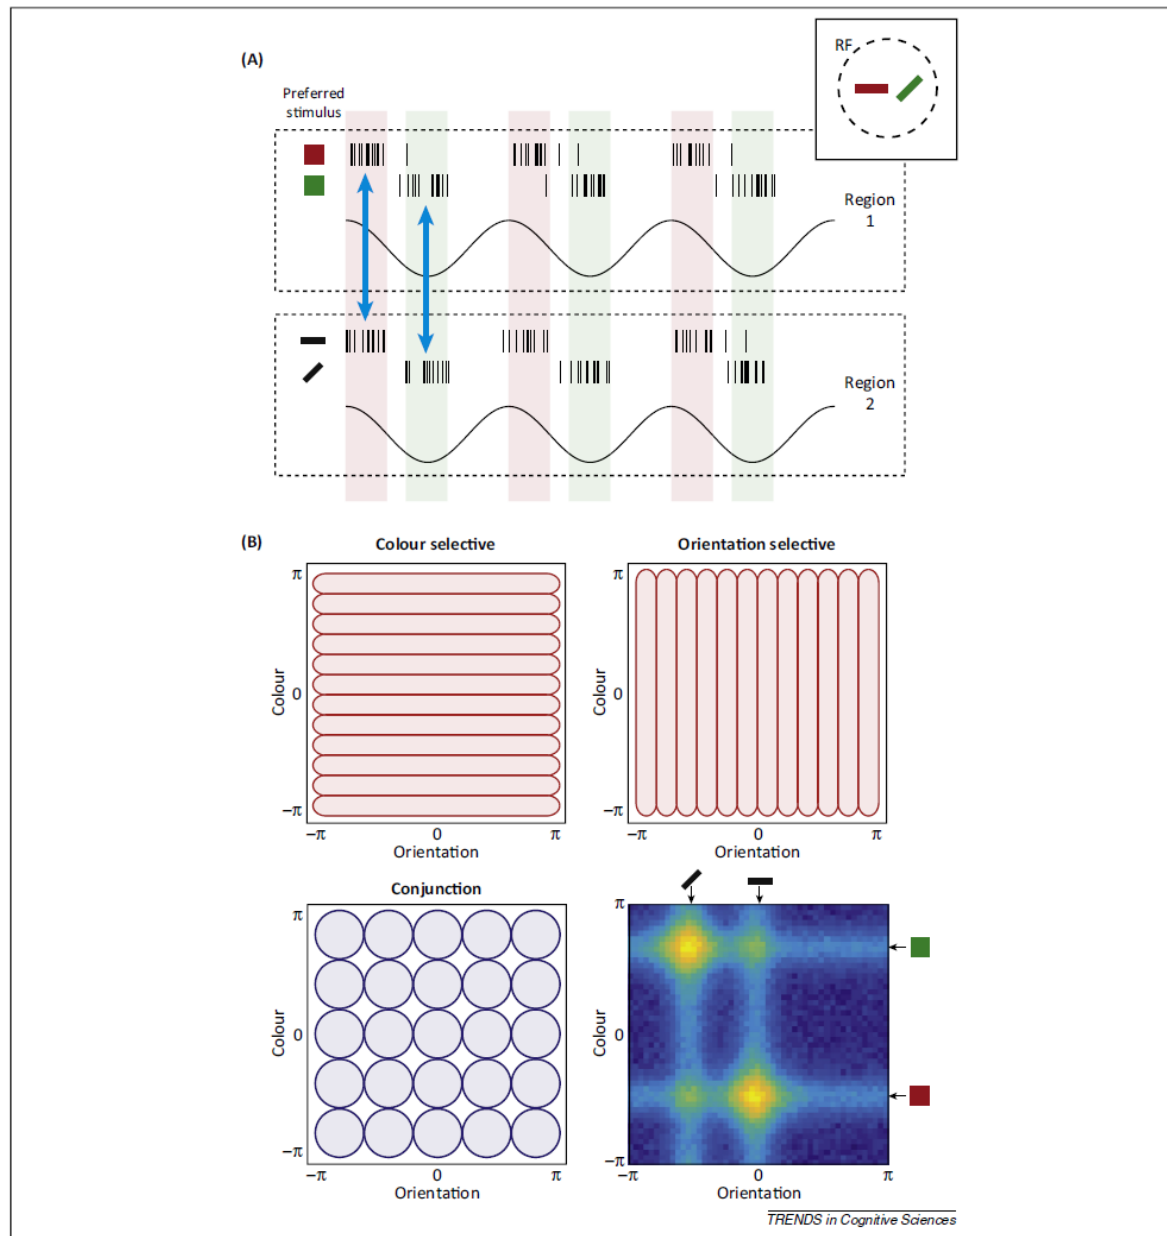 (A)
RF
Preferred
stimulus
Region
1
Region
2
(B)
Colour selective
Orientation selective
π
0
−π
Colour
−π 0 π
Orientation
π
0
−π
Colour
−π 0 π
Orientation
Conjunction
π
0
−π
Colour
−π 0 π
Orientation
π
0
−π
Colour
−π 0 π
Orientation
TRENDS in Cognitive Sciences